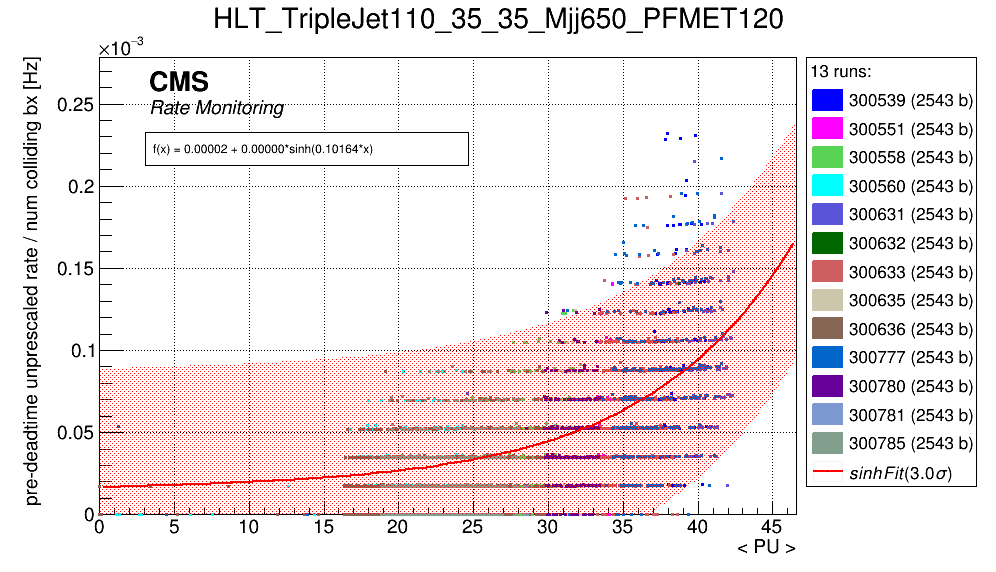 HLT_TripleJet110_35_35_Mjj650_PFMET120
×10⁻³
CMS
Rate Monitoring
f(x) = 0.00002 + 0.00000*sinh(0.10164*x)
pre-deadtime unprescaled rate / num colliding bx [Hz]
0.25
0.2
0.15
0.1
0.05
0
0 5 10 15 20 25 30 35 40 45
< PU >
13 runs:
300539 (2543 b)
300551 (2543 b)
300558 (2543 b)
300560 (2543 b)
300631 (2543 b)
300632 (2543 b)
300633 (2543 b)
300635 (2543 b)
300636 (2543 b)
300777 (2543 b)
300780 (2543 b)
300781 (2543 b)
300785 (2543 b)
sinhFit(3.0σ)